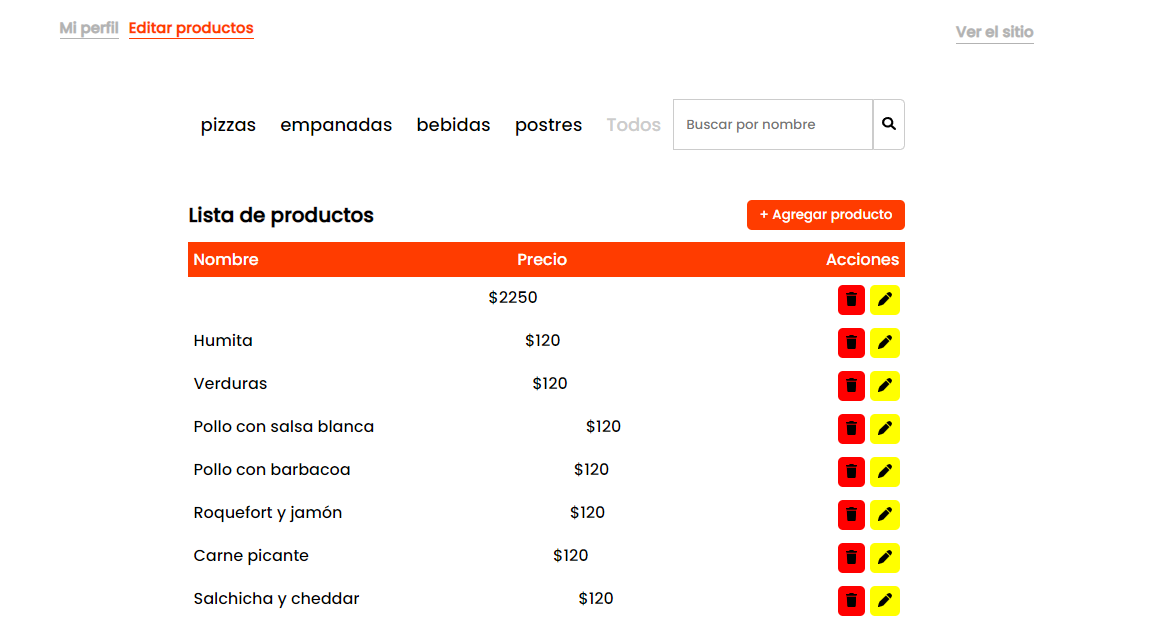 Mi perfil Editar productos Ver el sitio
pizzas empanadas bebidas postres Todos Buscar por nombre
Lista de productos + Agregar producto
Nombre Precio Acciones
$2250
Humita $120
Verduras $120
Pollo con salsa blanca $120
Pollo con barbacoa $120
Roquefort y jamón $120
Carne picante $120
Salchicha y cheddar $120